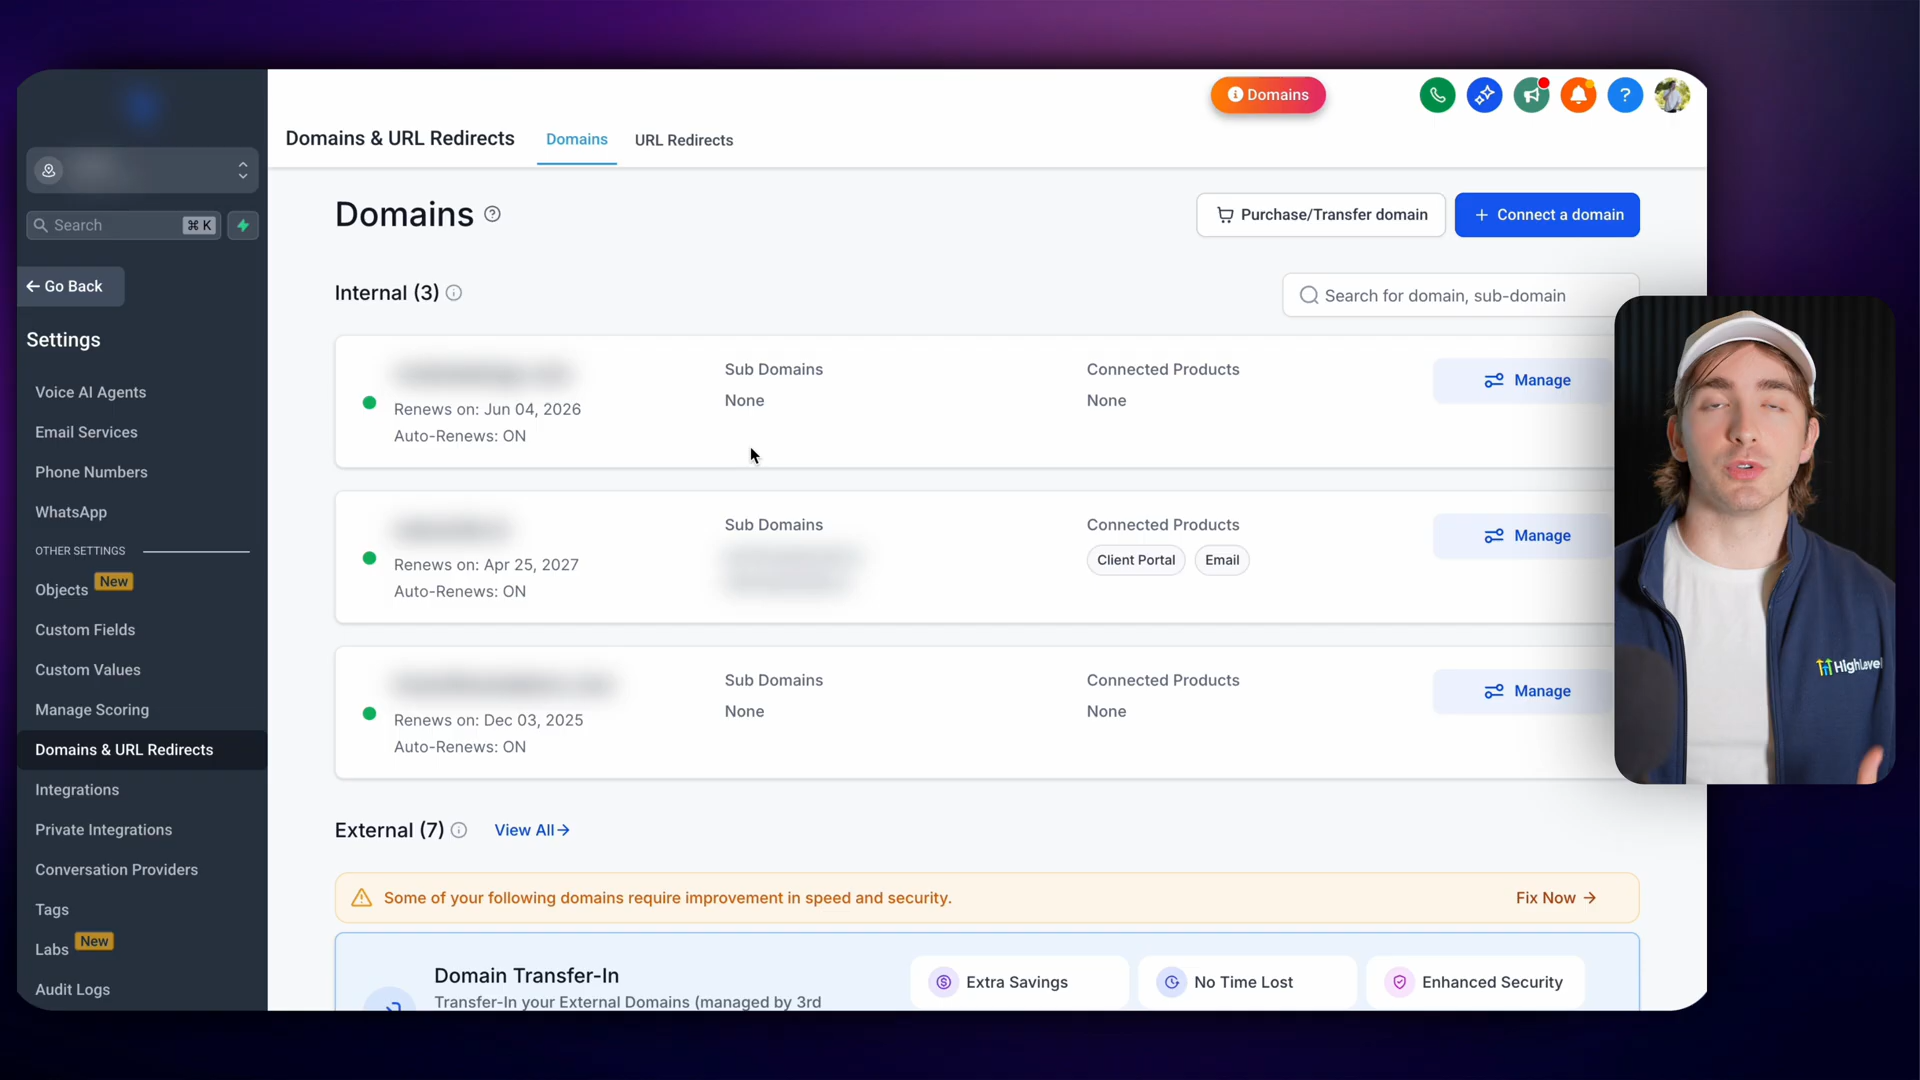 Domains
Domains & URL Redirects
Domains
URL Redirects
Search
⌘ K
← Go Back
Settings
Voice AI Agents
Email Services
Phone Numbers
WhatsApp
OTHER SETTINGS
Objects New
Custom Fields
Custom Values
Manage Scoring
Domains & URL Redirects
Integrations
Private Integrations
Conversation Providers
Tags
Labs New
Audit Logs
Domains
Purchase/Transfer domain
+ Connect a domain
Internal (3)
Search for domain, sub-domain
Renews on: Jun 04, 2026
Auto-Renews: ON
Sub Domains
None
Connected Products
None
Manage
Renews on: Apr 25, 2027
Auto-Renews: ON
Sub Domains
Connected Products
Client Portal
Email
Manage
Renews on: Dec 03, 2025
Auto-Renews: ON
Sub Domains
None
Connected Products
None
Manage
External (7)
View All→
Some of your following domains require improvement in speed and security.
Fix Now →
Domain Transfer-In
Transfer-In your External Domains (managed by 3rd
Extra Savings
No Time Lost
Enhanced Security
HighLevel